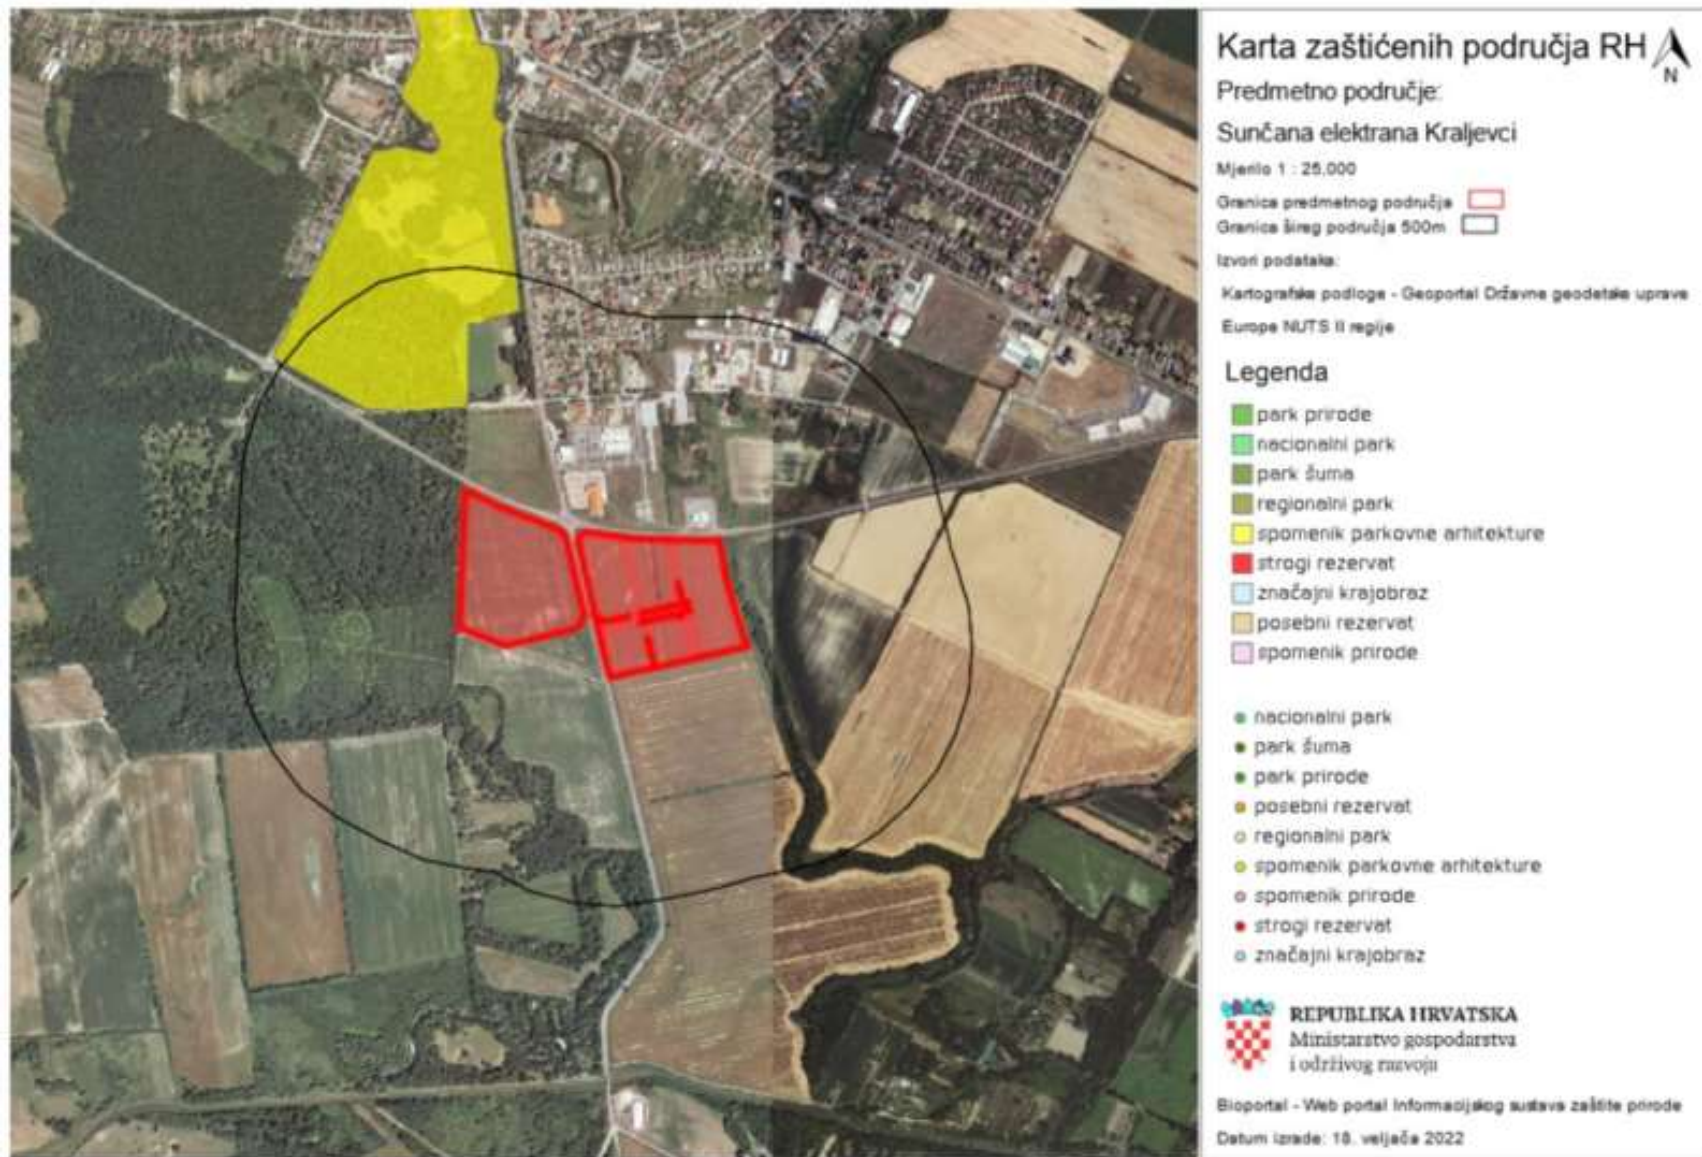 Karta zaštićenih područja RH
N
Predmetno područje:
Sunčana elektrana Kraljevci
Mjerilo 1 : 25.000
Granica predmetnog područja
Granica šireg područja 500m
Izvori podataka:
Kartografske podloge - Geoportal Državne geodetske uprave
Europe NUTS II regije
Legenda
park prirode
nacionalni park
park šuma
regionalni park
spomenik parkovne arhitekture
strogi rezervat
značajni krajobraz
posebni rezervat
spomenik prirode
nacionalni park
park šuma
park prirode
posebni rezervat
regionalni park
spomenik parkovne arhitekture
spomenik prirode
strogi rezervat
značajni krajobraz
REPUBLIKA HRVATSKA
Ministarstvo gospodarstva
i održivog razvoja
Bioportal - Web portal Informacijskog sustava zaštite prirode
Datum izrade: 18. veljača 2022